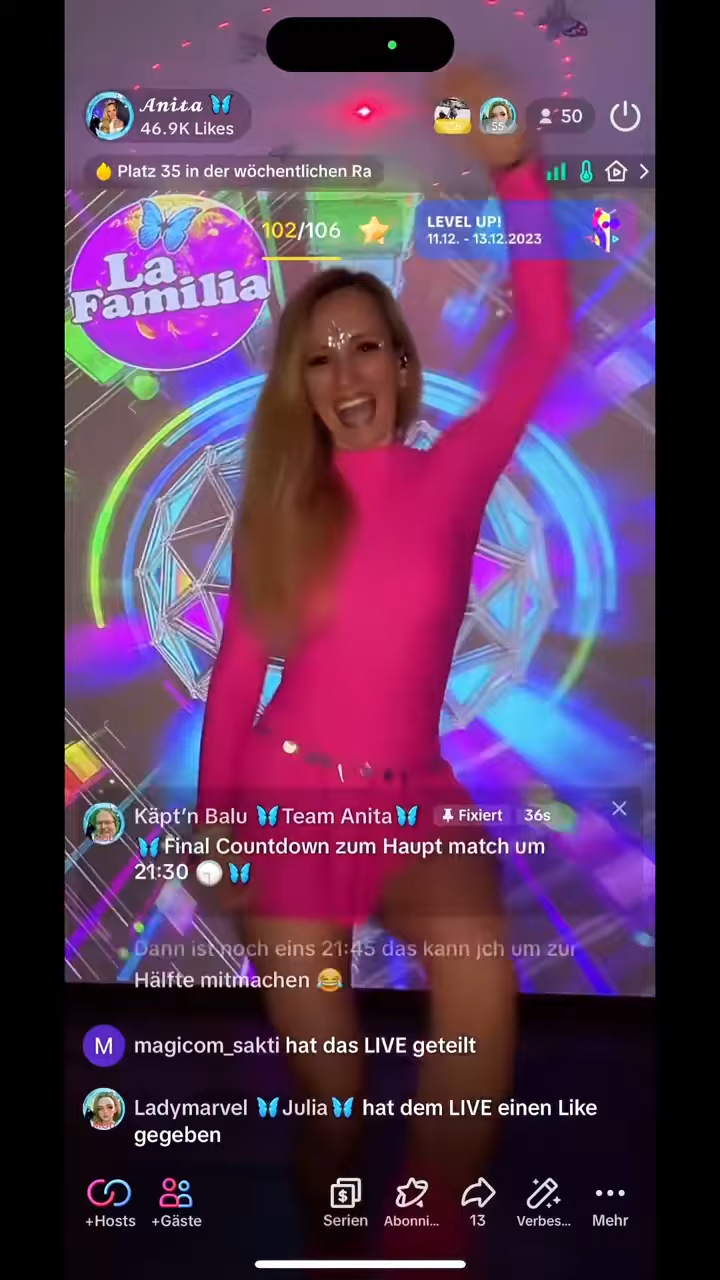 Anita 🦋
46.9K Likes
55
50
Platz 35 in der wöchentlichen Ra
102/106
LEVEL UP!
11.12. - 13.12.2023
La
Familia
Käpt'n Balu 🦋Team Anita🦋 Fixiert 36s
🦋Final Countdown zum Haupt match um
21:30 🕤 🦋
Dann ist noch eins 21:45 das kann jch um zur
Hälfte mitmachen 😂
M magicom_sakti hat das LIVE geteilt
Ladymarvel 🦋Julia🦋 hat dem LIVE einen Like
gegeben
+Hosts +Gäste Serien Abonni... 13 Verbes... Mehr